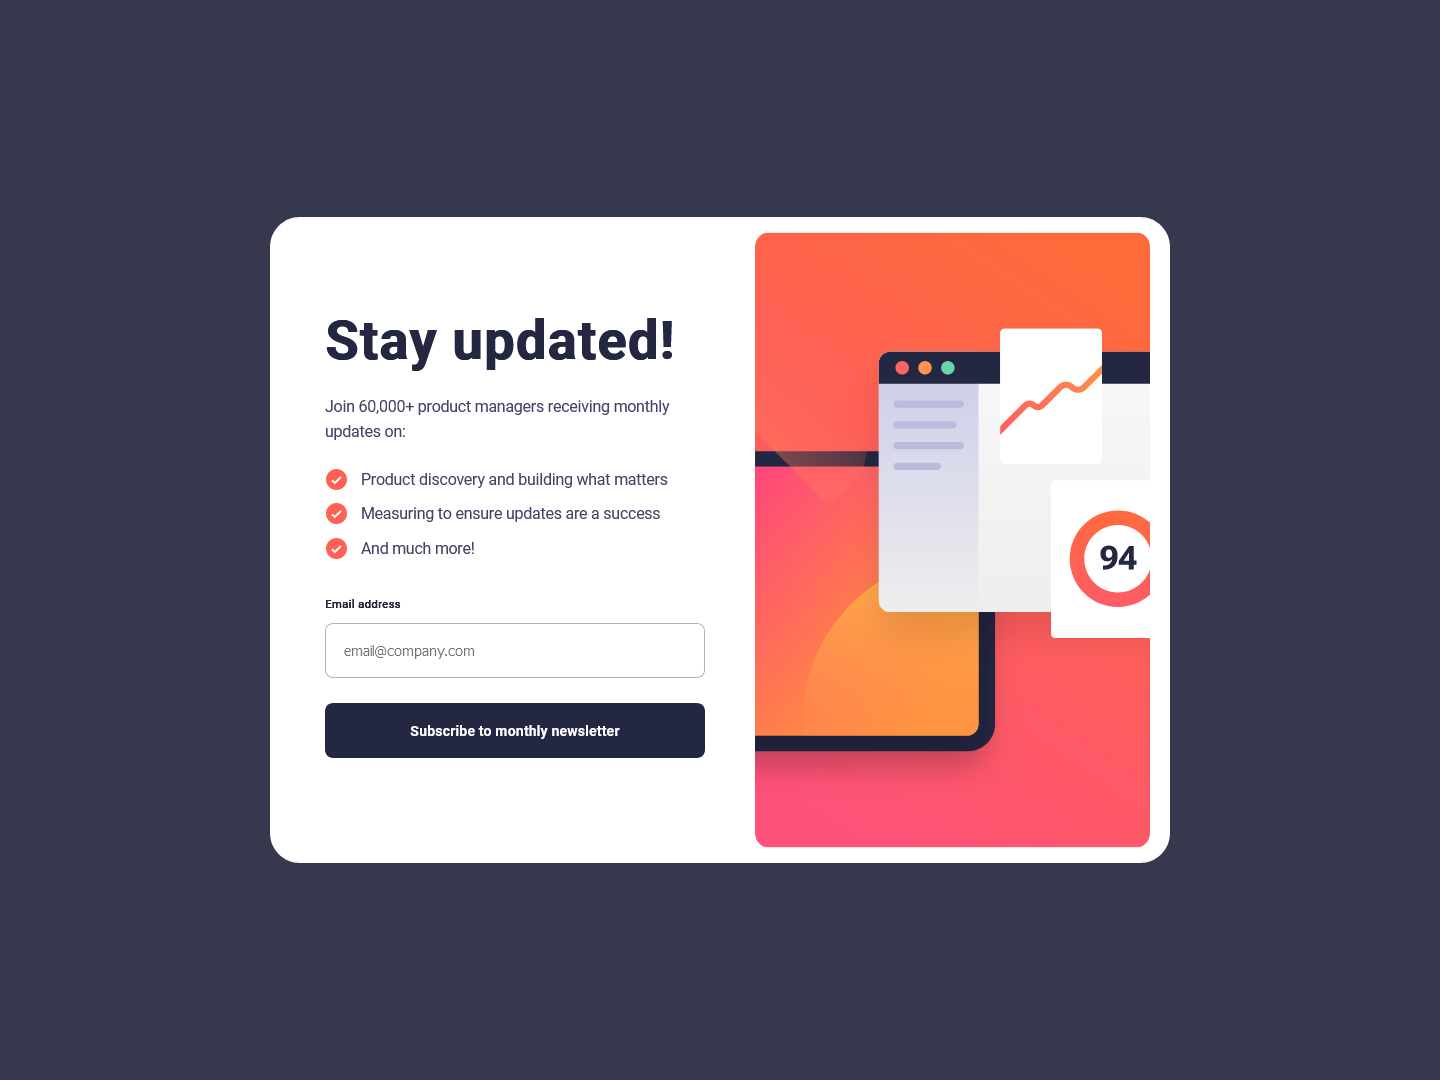 Stay updated!
Join 60,000+ product managers receiving monthly
updates on:
Product discovery and building what matters
Measuring to ensure updates are a success
And much more!
Email address
email@company.com
Subscribe to monthly newsletter
94